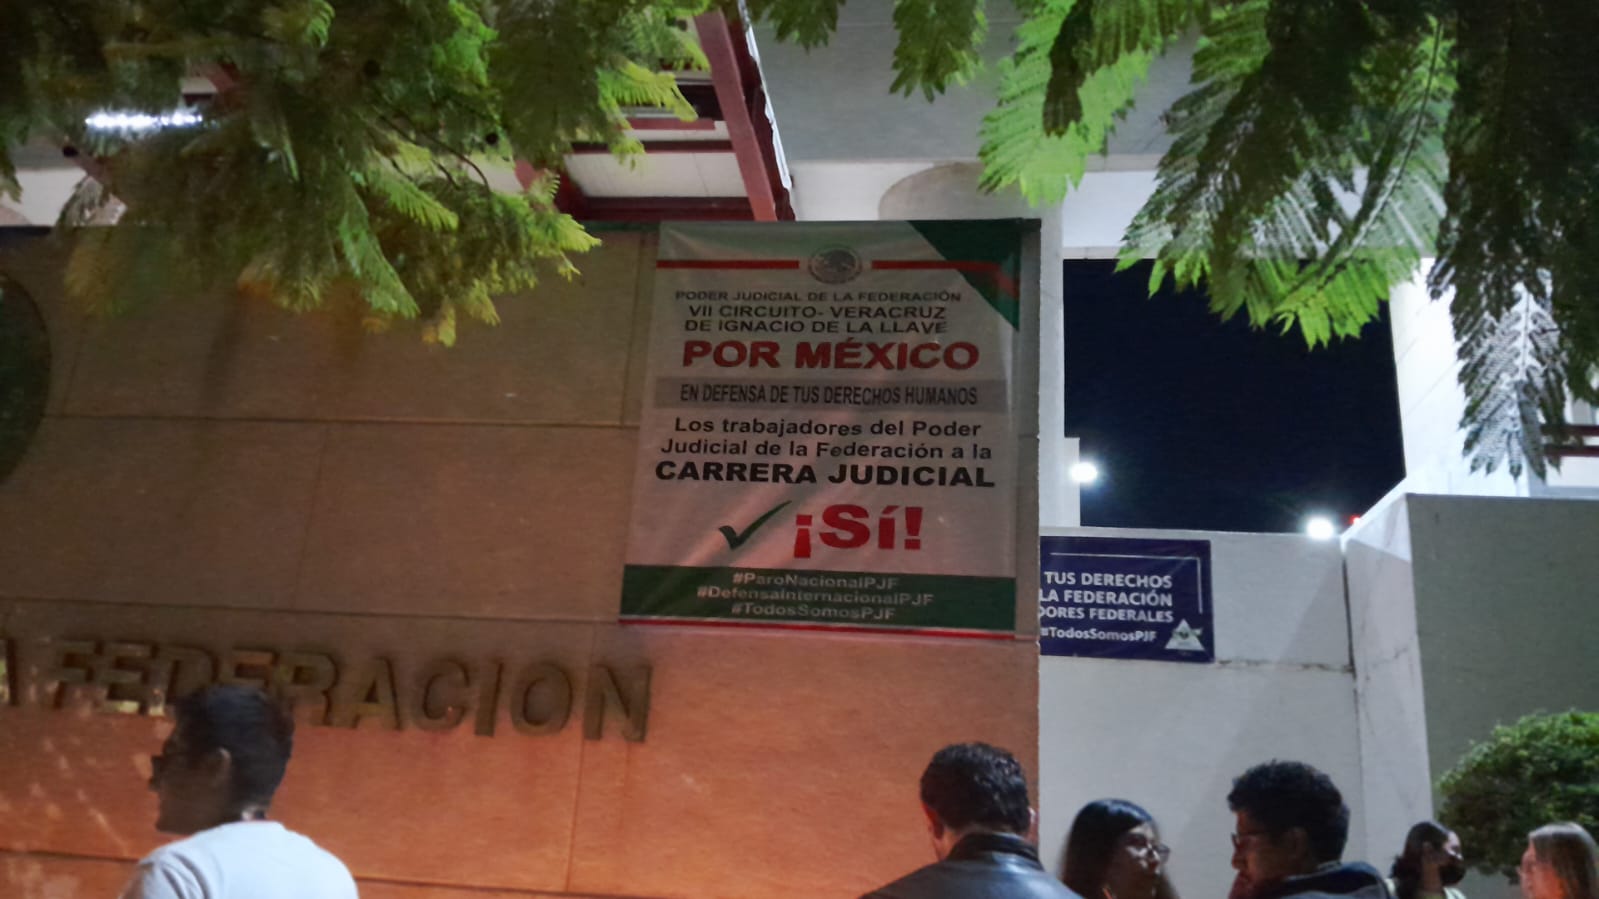 PODER JUDICIAL DE LA FEDERACIÓN
VII CIRCUITO- VERACRUZ
DE IGNACIO DE LA LLAVE
POR MÉXICO
EN DEFENSA DE TUS DERECHOS HUMANOS
Los trabajadores del Poder
Judicial de la Federación a la
CARRERA JUDICIAL
¡Sí!
#ParoNacionalPJF
#DefensaInternacionalPJF
#TodosSomosPJF
TUS DERECHOS
LA FEDERACIÓN
DORES FEDERALES
#TodosSomosPJF
A FEDERACION